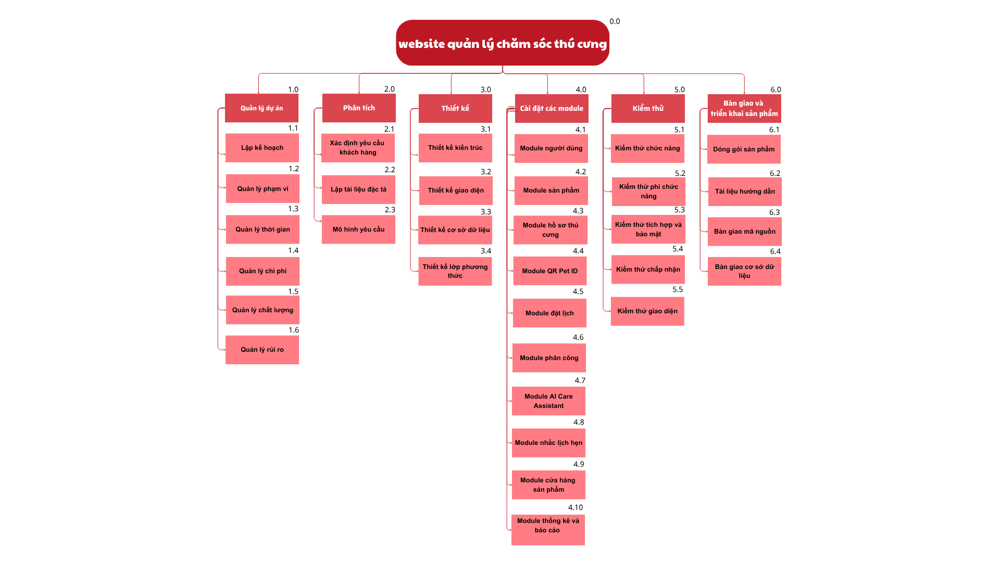 0.0
website quản lý chăm sóc thú cưng
1.0
Quản lý dự án
1.1
Lập kế hoạch
1.2
Quản lý phạm vi
1.3
Quản lý thời gian
1.4
Quản lý chi phí
1.5
Quản lý chất lượng
1.6
Quản lý rủi ro
2.0
Phân tích
2.1
Xác định yêu cầu
khách hàng
2.2
Lập tài liệu đặc tả
2.3
Mô hình yêu cầu
3.0
Thiết kế
3.1
Thiết kế kiến trúc
3.2
Thiết kế giao diện
3.3
Thiết kế cơ sở dữ liệu
3.4
Thiết kế lớp phương
thức
4.0
Cài đặt các module
4.1
Module người dùng
4.2
Module sản phẩm
4.3
Module hồ sơ thú
cưng
4.4
Module QR Pet ID
4.5
Module đặt lịch
4.6
Module phân công
4.7
Module AI Care
Assistant
4.8
Module nhắc lịch hẹn
4.9
Module cửa hàng
sản phẩm
4.10
Module thống kê và
báo cáo
5.0
Kiểm thử
5.1
Kiểm thử chức năng
5.2
Kiểm thử phi chức
năng
5.3
Kiểm thử tích hợp và
bảo mật
5.4
Kiểm thử chấp nhận
5.5
Kiểm thử giao diện
6.0
Bàn giao và
triển khai sản phẩm
6.1
Dóng gói sản phẩm
6.2
Tài liệu hướng dẫn
6.3
Bàn giao mã nguồn
6.4
Bàn giao cơ sở dữ
liệu